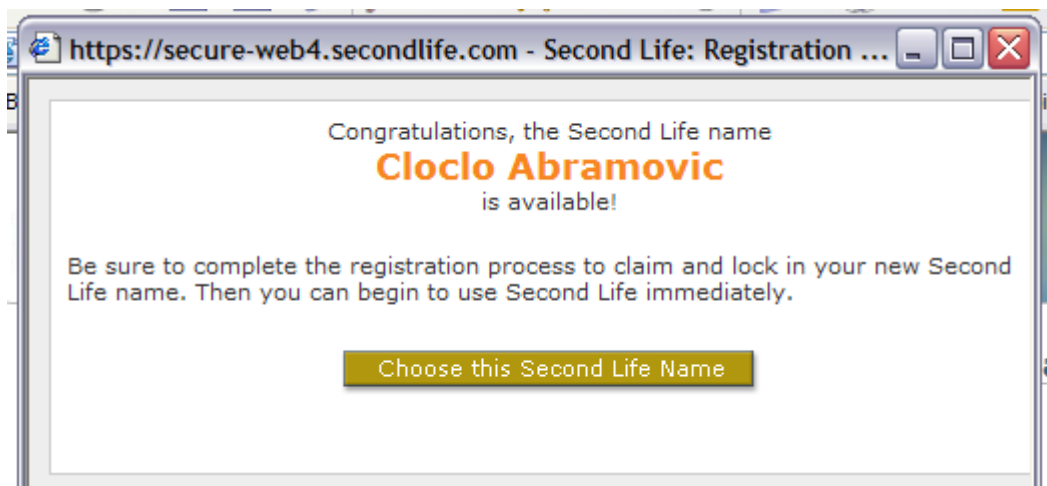 https://secure-web4.secondlife.com - Second Life: Registration ...
Congratulations, the Second Life name
Cloclo Abramovic
is available!
Be sure to complete the registration process to claim and lock in your new Second
Life name. Then you can begin to use Second Life immediately.
Choose this Second Life Name